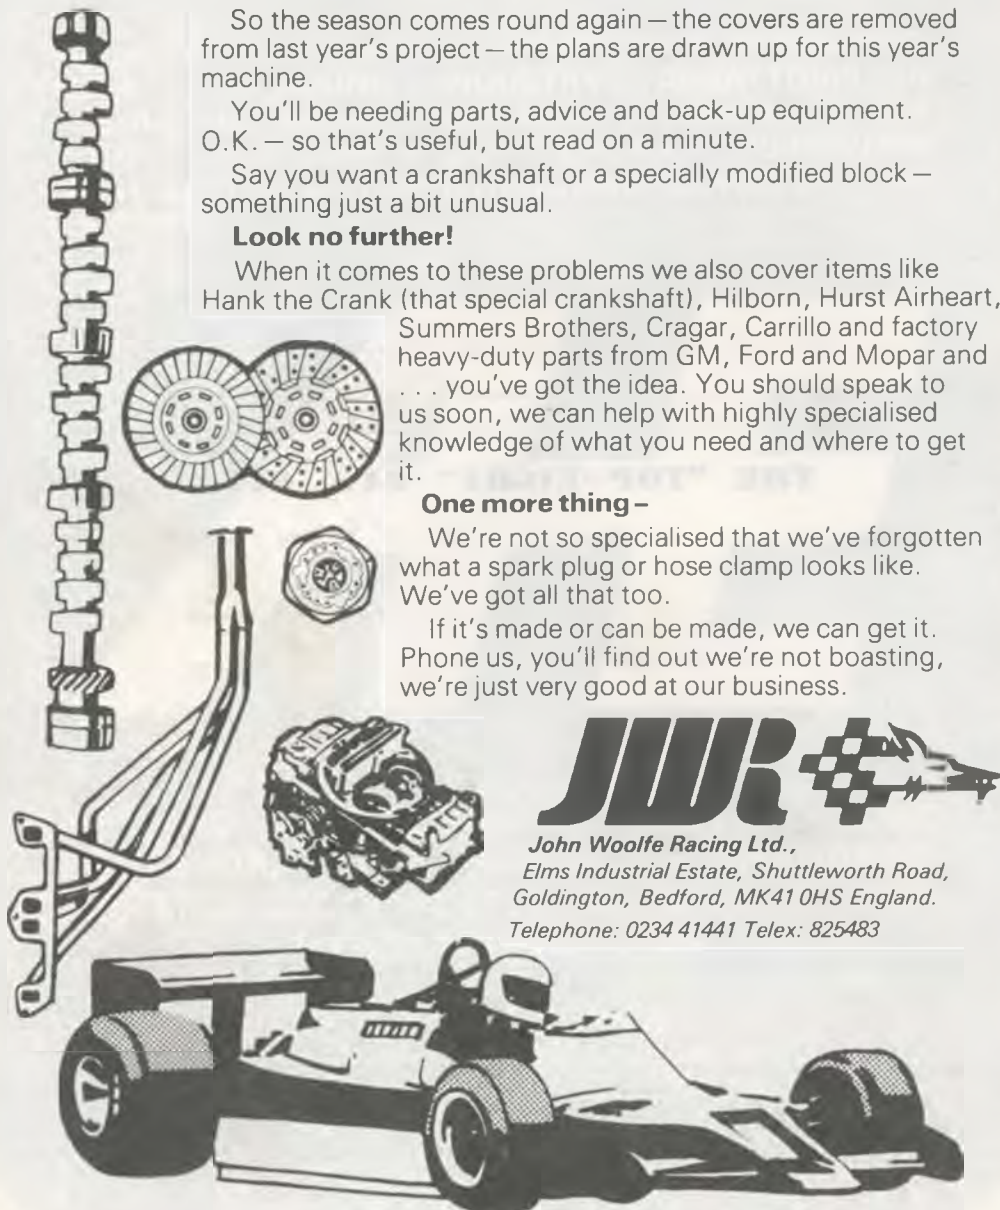 So the season comes round again — the covers are removed
from last year's project — the plans are drawn up for this year's
machine.
You'll be needing parts, advice and back-up equipment.
O.K. — so that's useful, but read on a minute.
Say you want a crankshaft or a specially modified block —
something just a bit unusual.
Look no further!
When it comes to these problems we also cover items like
Hank the Crank (that special crankshaft), Hilborn, Hurst Airheart,
Summers Brothers, Cragar, Carrillo and factory
heavy-duty parts from GM, Ford and Mopar and
. . . you've got the idea. You should speak to
us soon, we can help with highly specialised
knowledge of what you need and where to get
it.
One more thing –
We're not so specialised that we've forgotten
what a spark plug or hose clamp looks like.
We've got all that too.
If it's made or can be made, we can get it.
Phone us, you'll find out we're not boasting,
we're just very good at our business.
JWR
John Woolfe Racing Ltd.,
Elms Industrial Estate, Shuttleworth Road,
Goldington, Bedford, MK41 0HS England.
Telephone: 0234 41441 Telex: 825483